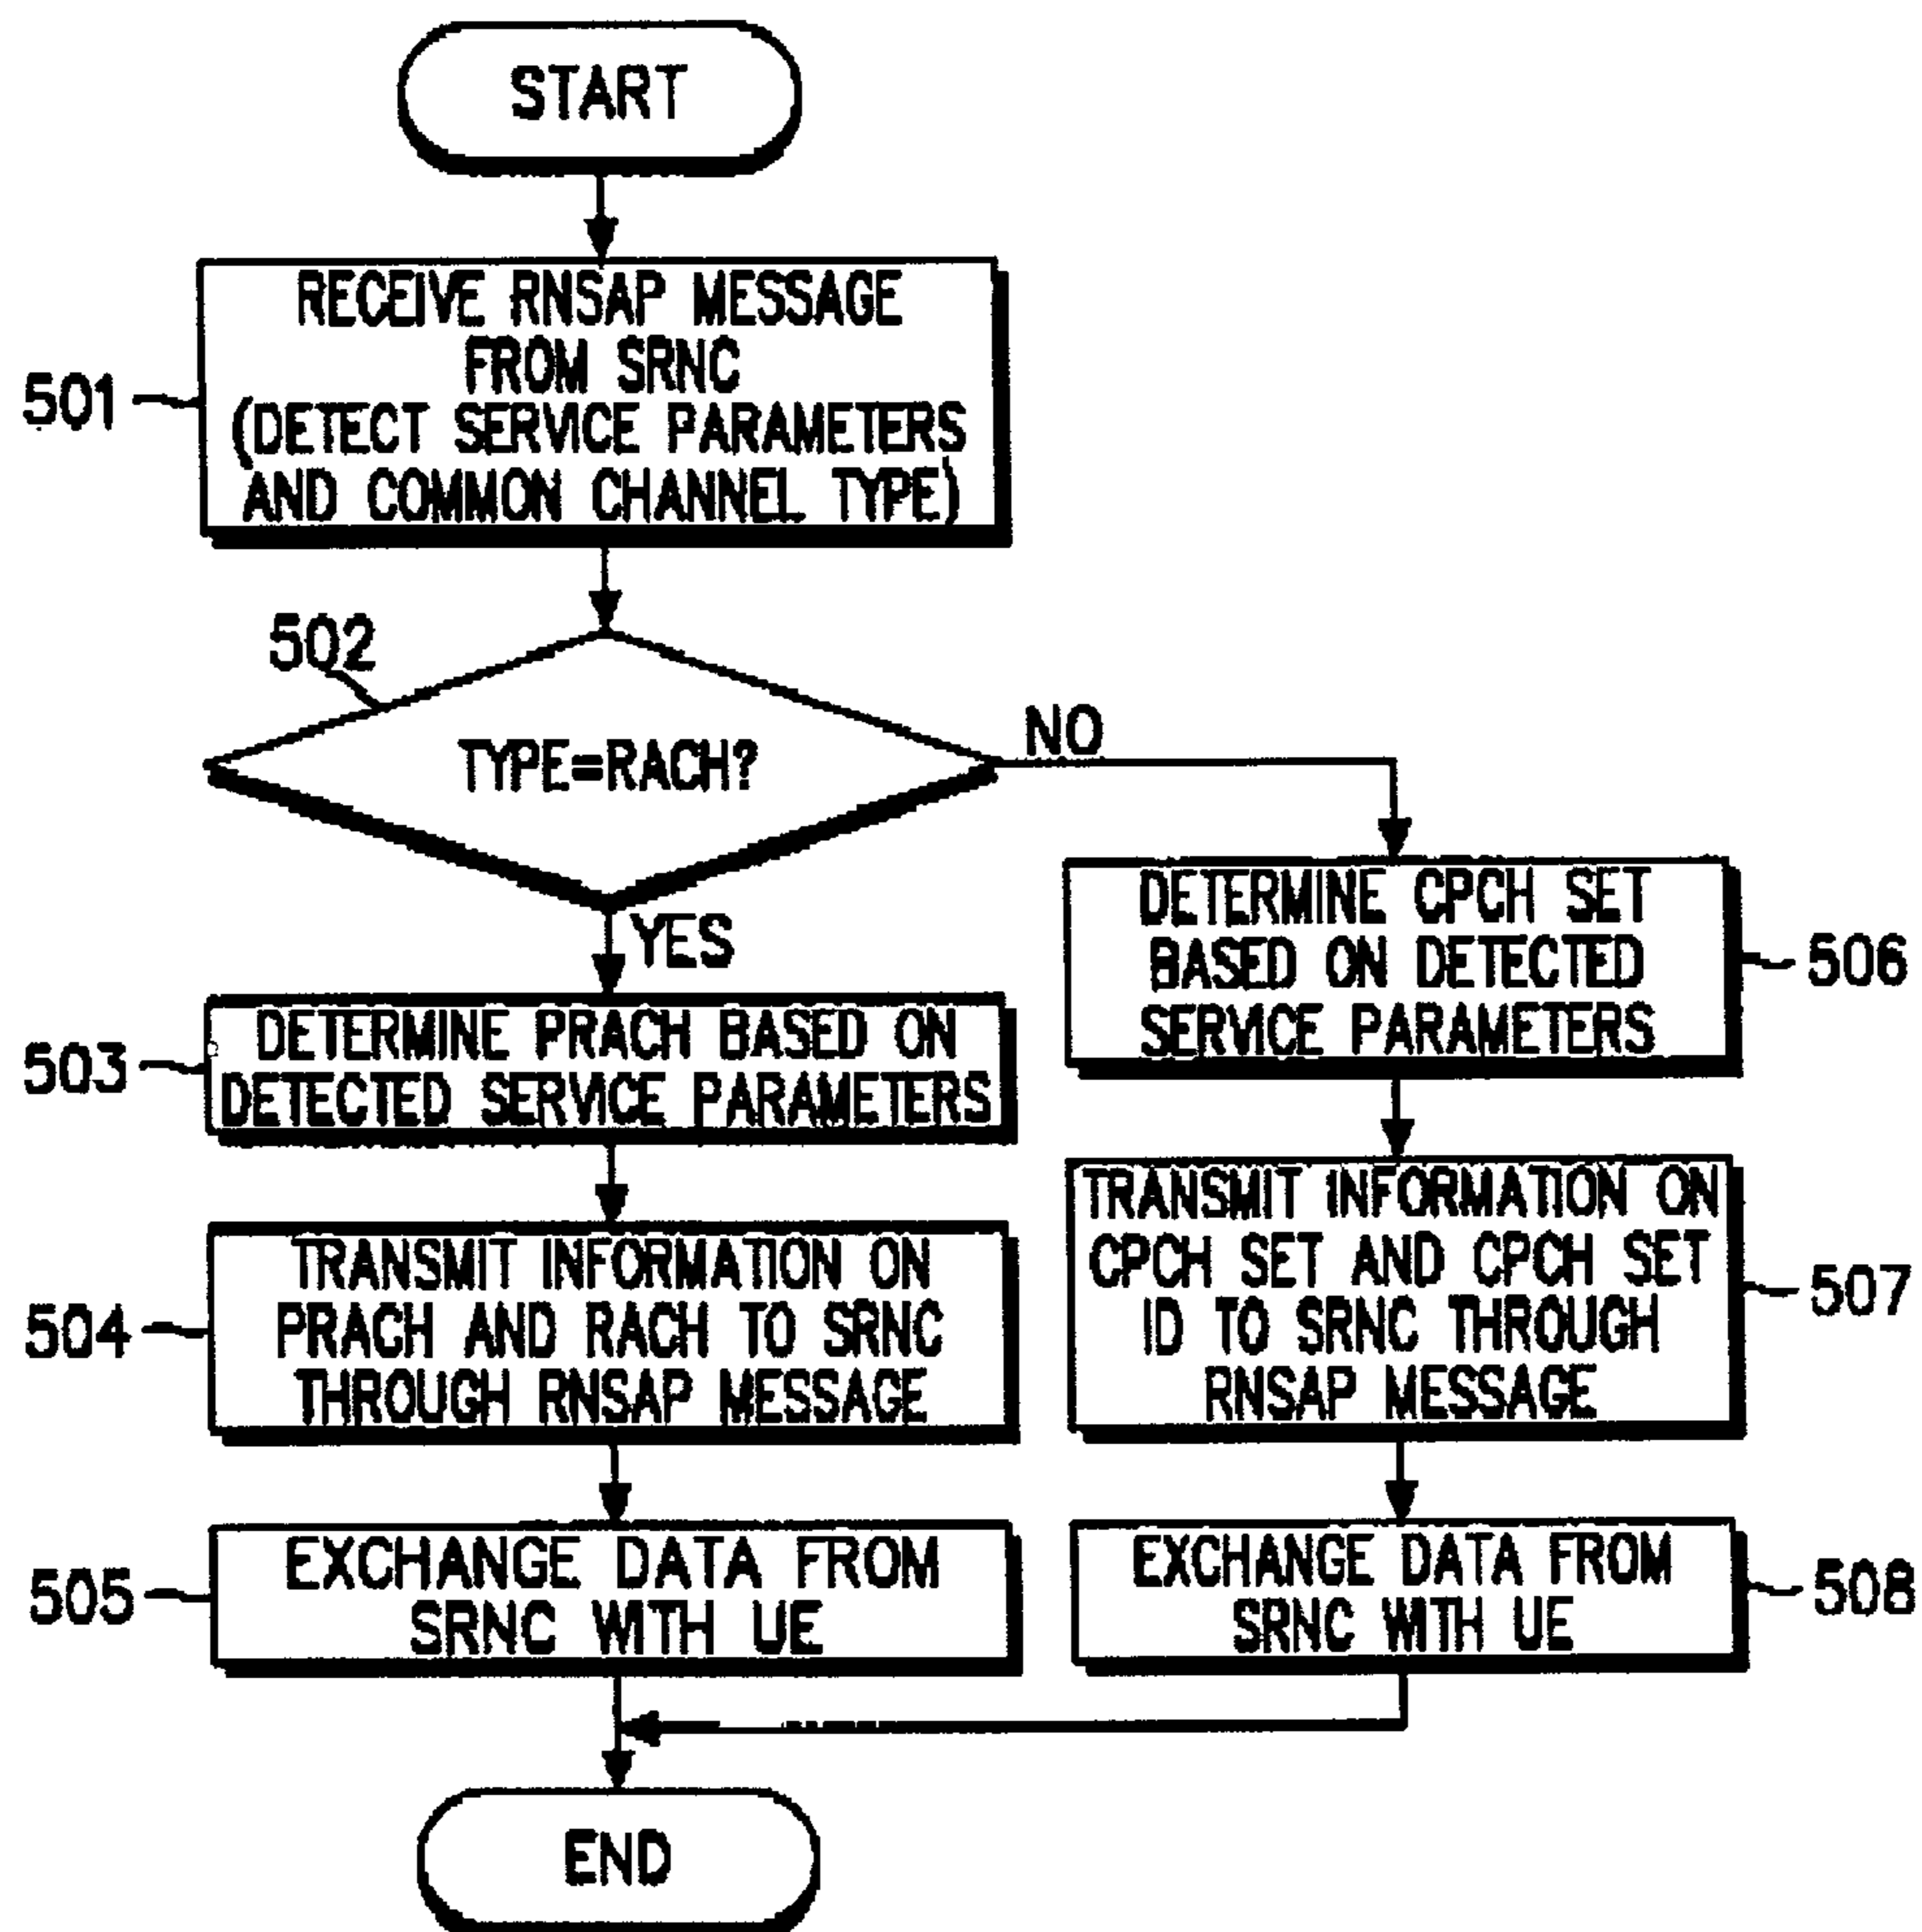 START
501
RECEIVE RNSAP MESSAGE
FROM SRNC
(DETECT SERVICE PARAMETERS
AND COMMON CHANNEL TYPE)
502
TYPE=RACH?
NO
YES
503
DETERMINE PRACH BASED ON
DETECTED SERVICE PARAMETERS
504
TRANSMIT INFORMATION ON
PRACH AND RACH TO SRNC
THROUGH RNSAP MESSAGE
505
EXCHANGE DATA FROM
SRNC WITH UE
DETERMINE CPCH SET
BASED ON DETECTED
SERVICE PARAMETERS
506
TRANSMIT INFORMATION ON
CPCH SET AND CPCH SET
ID TO SRNC THROUGH
RNSAP MESSAGE
507
EXCHANGE DATA FROM
SRNC WITH UE
508
END